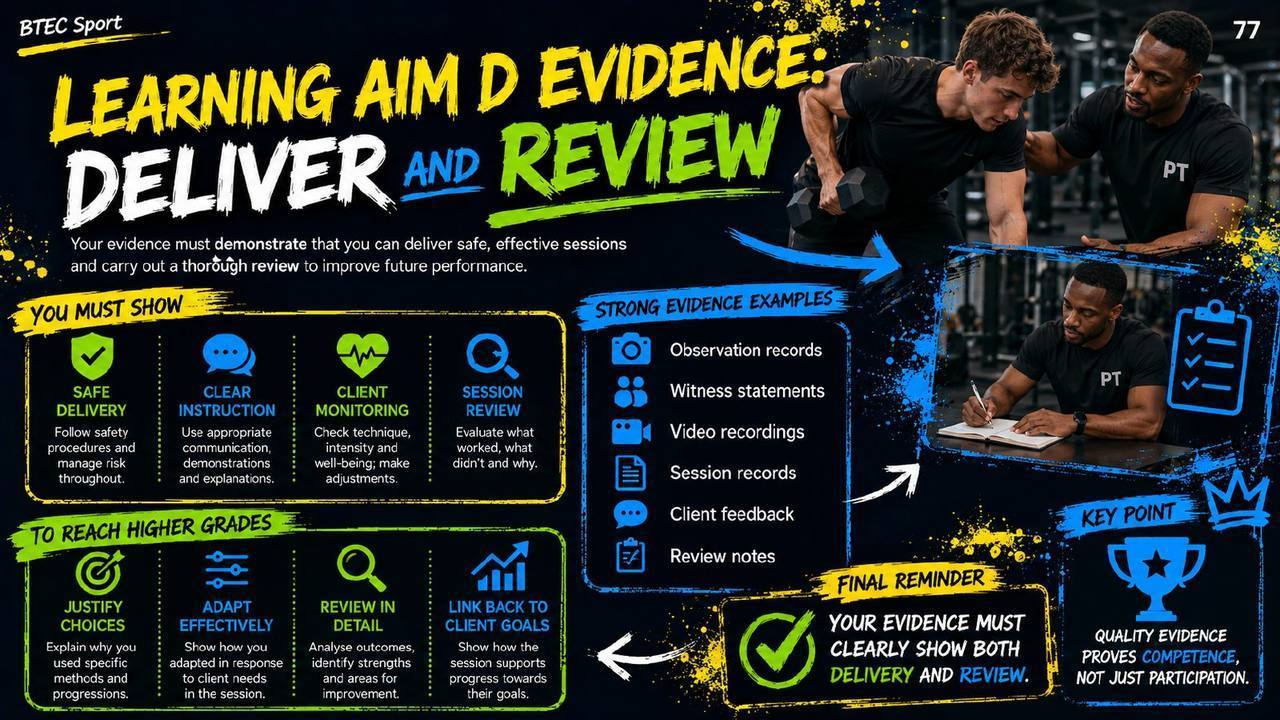 BTEC Sport
77
LEARNING AIM D EVIDENCE:
DELIVER AND REVIEW
Your evidence must demonstrate that you can deliver safe, effective sessions
and carry out a thorough review to improve future performance.
YOU MUST SHOW
SAFE
DELIVERY
Follow safety
procedures and
manage risk
throughout.
CLEAR
INSTRUCTION
Use appropriate
communication,
demonstrations
and explanations.
CLIENT
MONITORING
Check technique,
intensity and
well-being; make
adjustments.
SESSION
REVIEW
Evaluate what
worked, what
didn't and why.
TO REACH HIGHER GRADES
JUSTIFY
CHOICES
Explain why you
used specific
methods and
progressions.
ADAPT
EFFECTIVELY
Show how you
adapted in response
to client needs
in the session.
REVIEW IN
DETAIL
Analyse outcomes,
identify strengths
and areas for
improvement.
LINK BACK TO
CLIENT GOALS
Show how the
session supports
progress towards
their goals.
STRONG EVIDENCE EXAMPLES
Observation records
Witness statements
Video recordings
Session records
Client feedback
Review notes
PT
PT
FINAL REMINDER
YOUR EVIDENCE MUST
CLEARLY SHOW BOTH
DELIVERY AND REVIEW.
KEY POINT
QUALITY EVIDENCE
PROVES COMPETENCE,
NOT JUST PARTICIPATION.